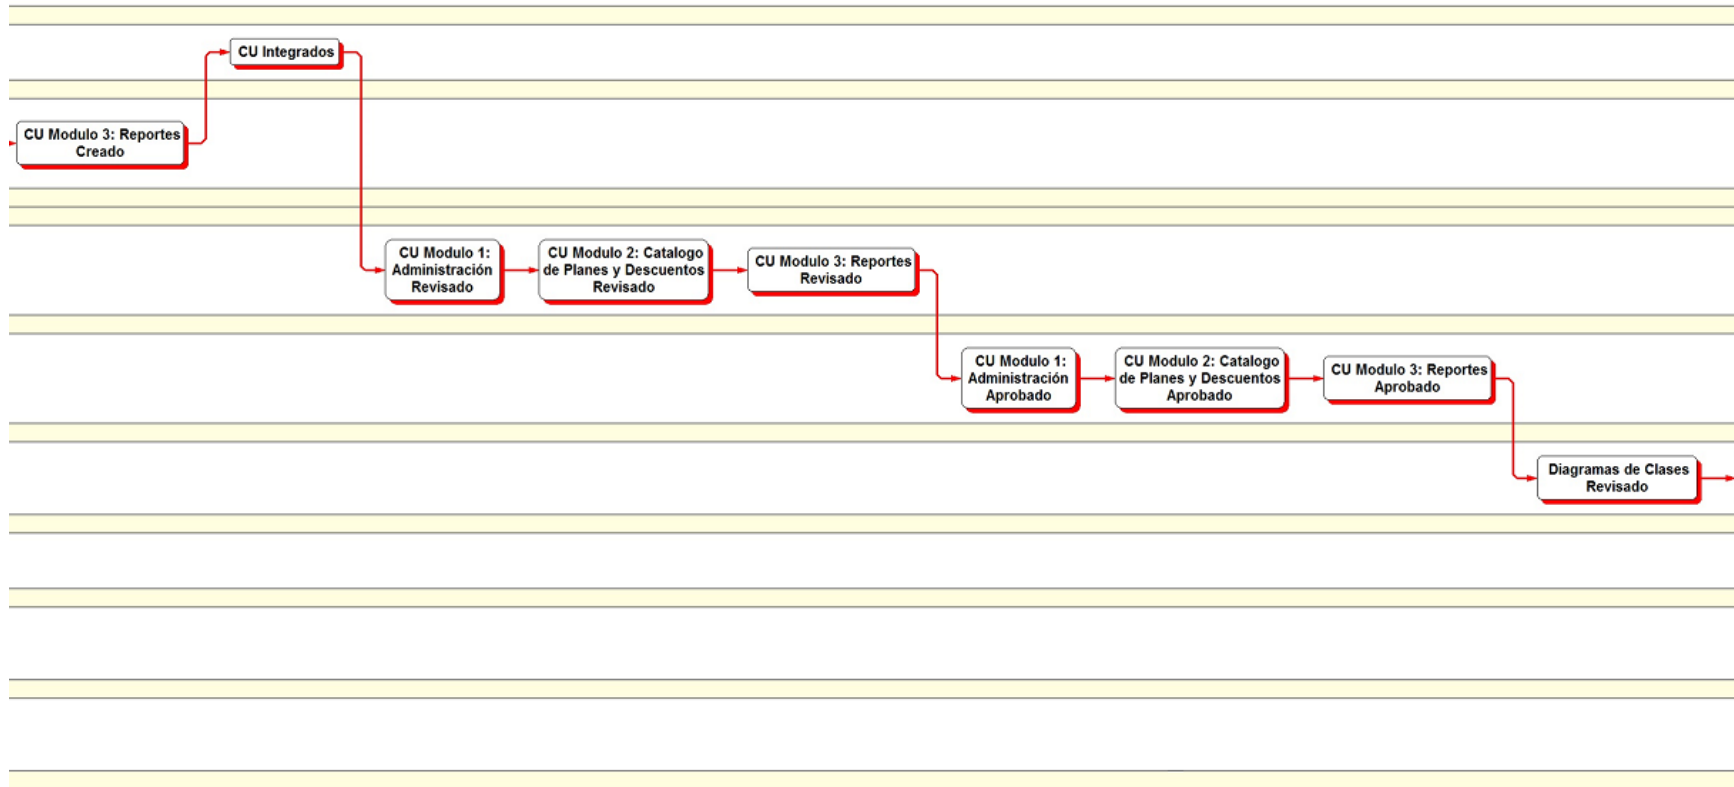 CU Integrados
CU Modulo 3: Reportes
Creado
CU Modulo 1:
Administración
Revisado
CU Modulo 2: Catalogo
de Planes y Descuentos
Revisado
CU Modulo 3: Reportes
Revisado
CU Modulo 1:
Administración
Aprobado
CU Modulo 2: Catalogo
de Planes y Descuentos
Aprobado
CU Modulo 3: Reportes
Aprobado
Diagramas de Clases
Revisado